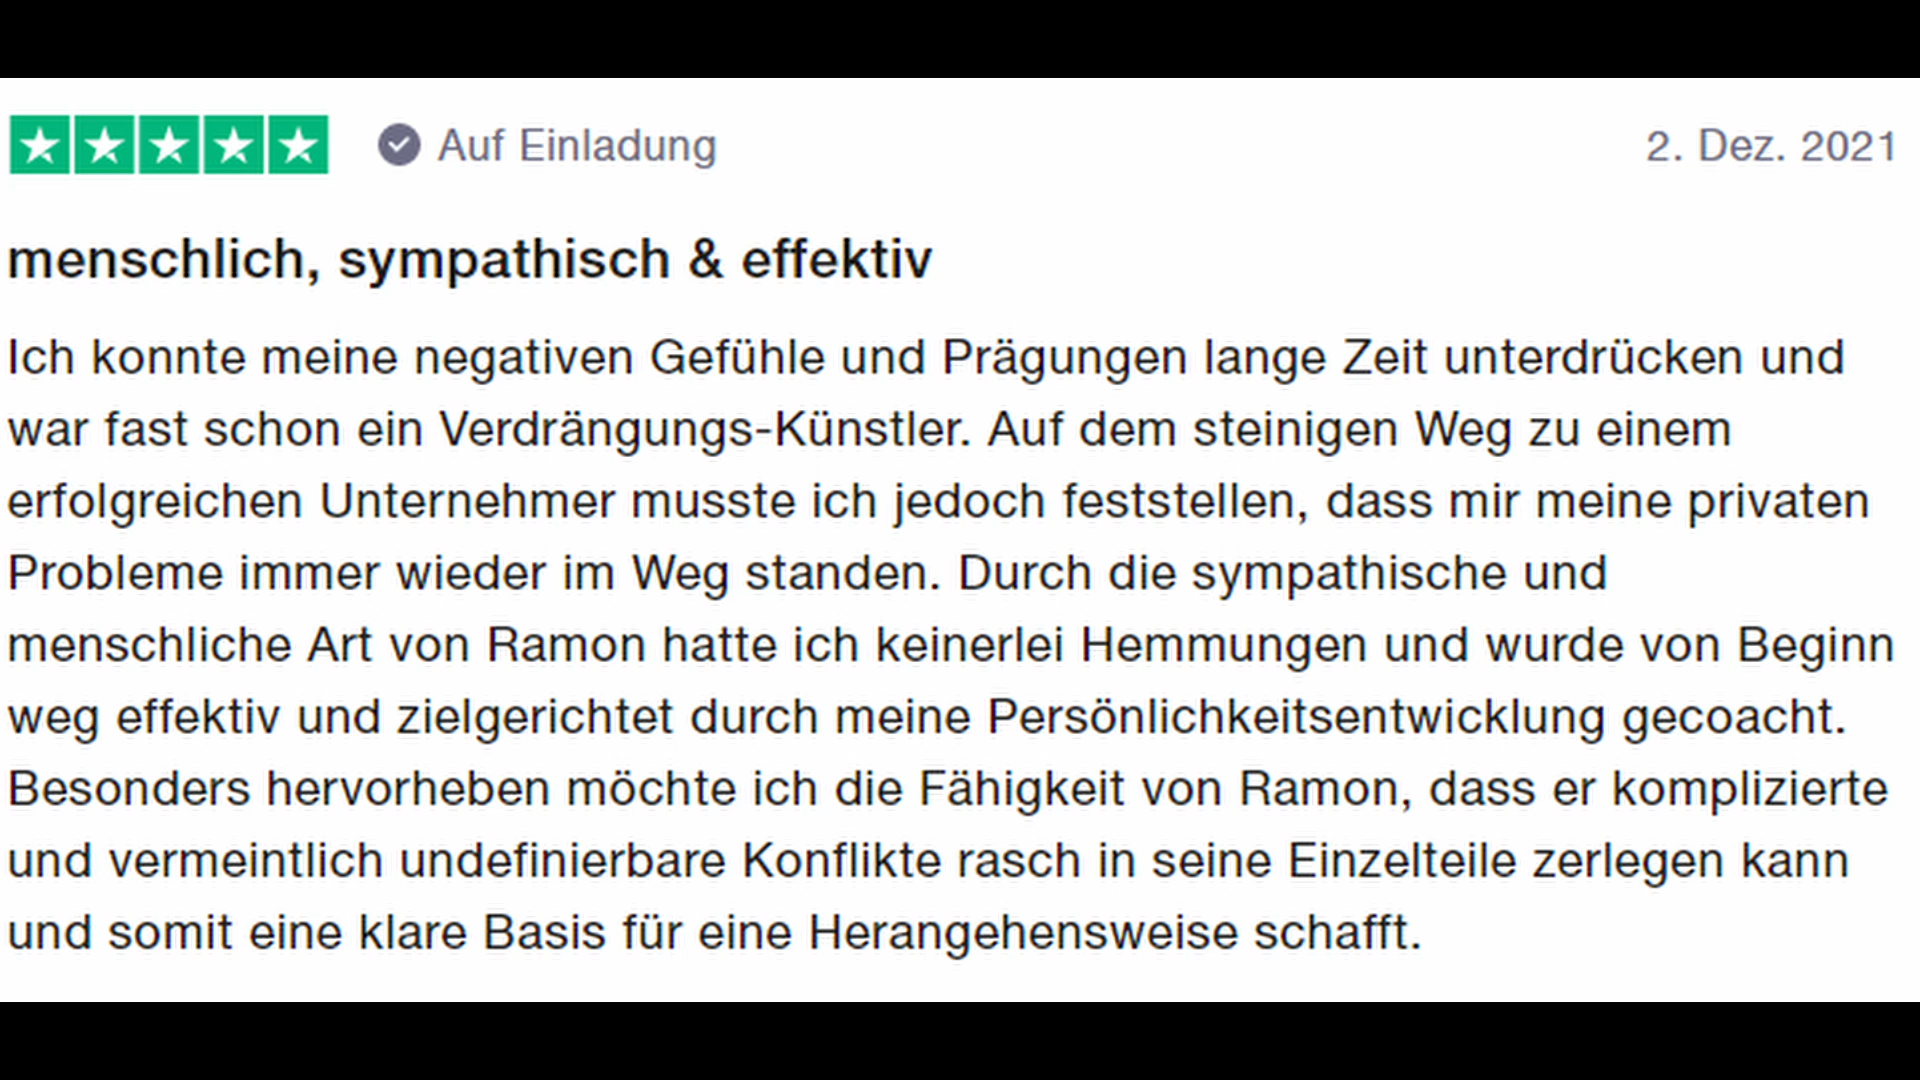 Auf Einladung
2. Dez. 2021
menschlich, sympathisch & effektiv
Ich konnte meine negativen Gefühle und Prägungen lange Zeit unterdrücken und
war fast schon ein Verdrängungs-Künstler. Auf dem steinigen Weg zu einem
erfolgreichen Unternehmer musste ich jedoch feststellen, dass mir meine privaten
Probleme immer wieder im Weg standen. Durch die sympathische und
menschliche Art von Ramon hatte ich keinerlei Hemmungen und wurde von Beginn
weg effektiv und zielgerichtet durch meine Persönlichkeitsentwicklung gecoacht.
Besonders hervorheben möchte ich die Fähigkeit von Ramon, dass er komplizierte
und vermeintlich undefinierbare Konflikte rasch in seine Einzelteile zerlegen kann
und somit eine klare Basis für eine Herangehensweise schafft.